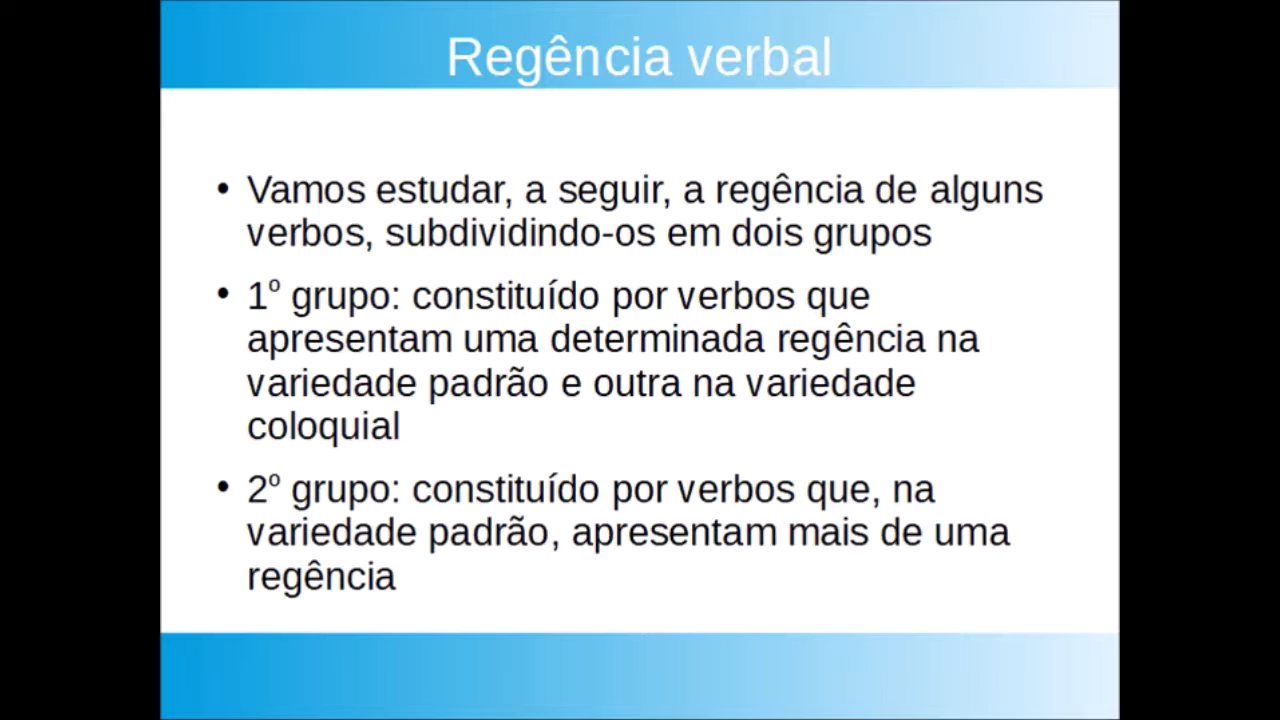 Regência verbal
• Vamos estudar, a seguir, a regência de alguns
verbos, subdividindo-os em dois grupos
• 1º grupo: constituído por verbos que
apresentam uma determinada regência na
variedade padrão e outra na variedade
coloquial
• 2º grupo: constituído por verbos que, na
variedade padrão, apresentam mais de uma
regência